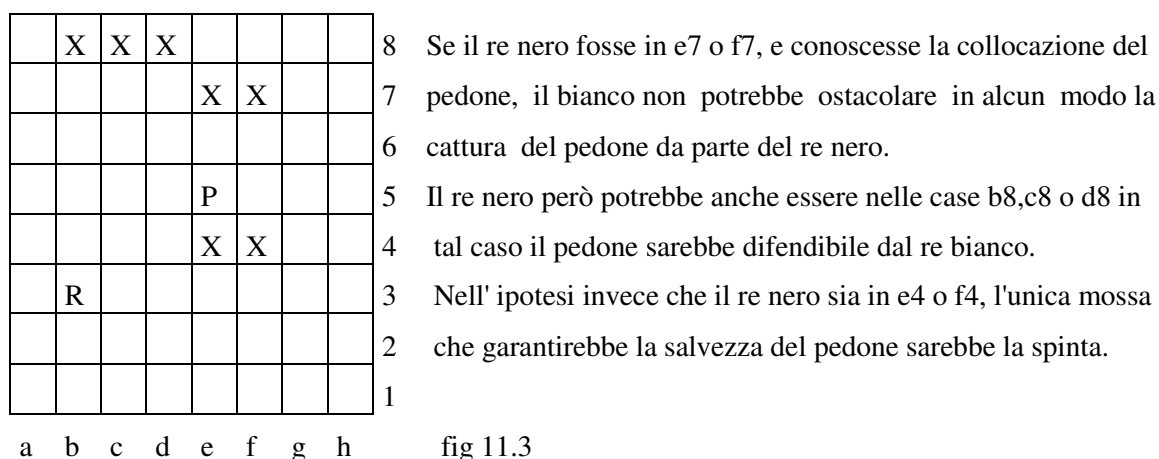 X X X 8 Se il re nero fosse in e7 o f7, e conoscesse la collocazione del
X X 7 pedone, il bianco non potrebbe ostacolare in alcun modo la
6 cattura del pedone da parte del re nero.
P 5 Il re nero però potrebbe anche essere nelle case b8,c8 o d8 in
X X 4 tal caso il pedone sarebbe difendibile dal re bianco.
R 3 Nell' ipotesi invece che il re nero sia in e4 o f4, l'unica mossa
2 che garantirebbe la salvezza del pedone sarebbe la spinta.
1
a b c d e f g h fig 11.3